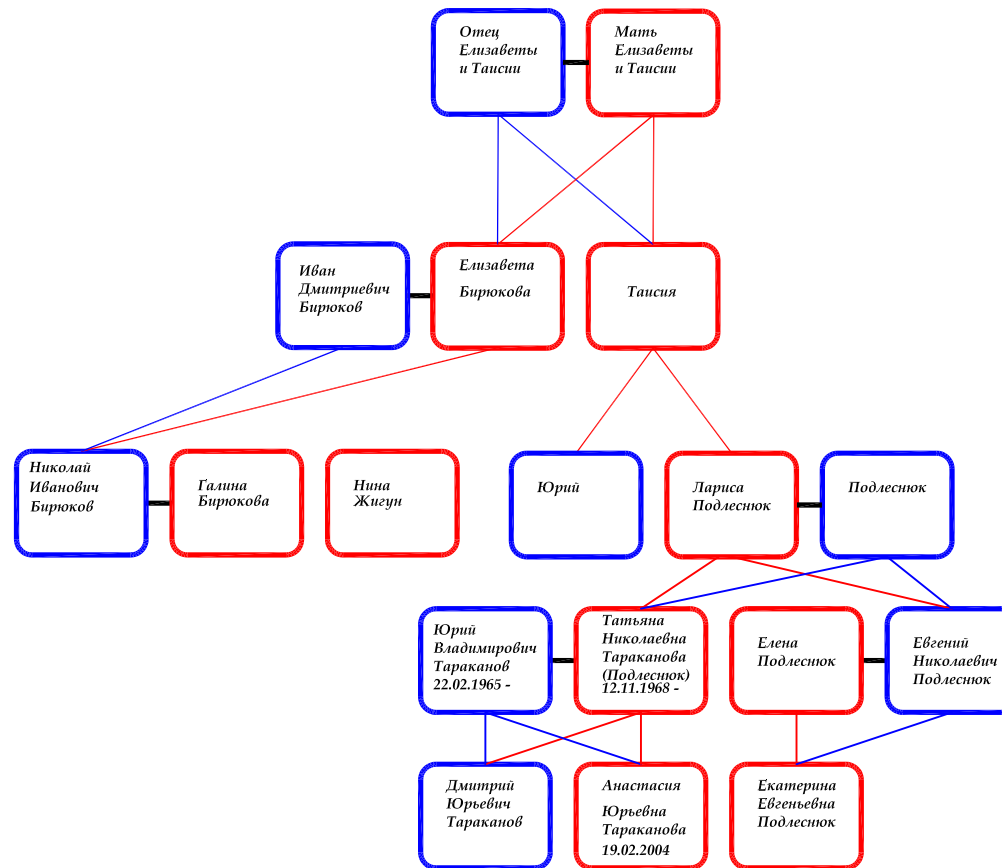 Отец
Елизаветы
и Таисии
Мать
Елизаветы
и Таисии
Иван
Дмитриевич
Бирюков
Елизавета
Бирюкова
Таисия
Николай
Иванович
Бирюков
Галина
Бирюкова
Нина
Жигун
Юрий
Лариса
Подлеснюк
Подлеснюк
Юрий
Владимирович
Тараканов
22.02.1965 -
Татьяна
Николаевна
Тараканова
(Подлеснюк)
12.11.1968 -
Елена
Подлеснюк
Евгений
Николаевич
Подлеснюк
Дмитрий
Юрьевич
Тараканов
Анастасия
Юрьевна
Тараканова
19.02.2004
Екатерина
Евгеньевна
Подлеснюк